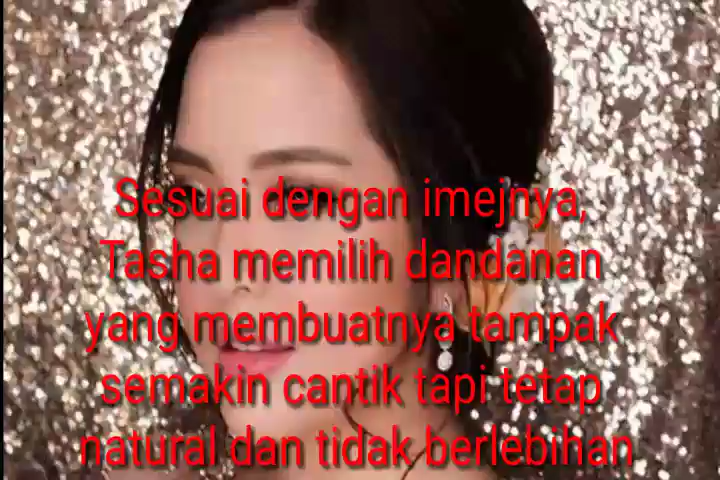 Sesuai dengan imejnya,
Tasha memilih dandanan
yang membuatnya tampak
semakin cantik tapi tetap
natural dan tidak berlebihan